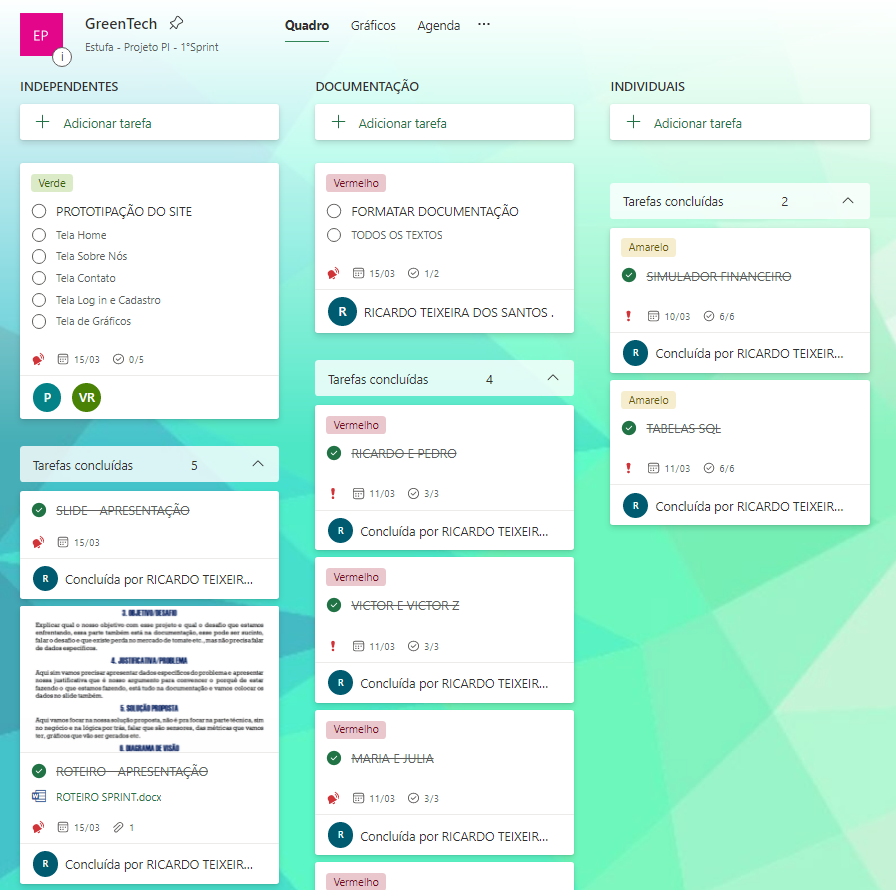 EP
GreenTech
Estufa - Projeto PI - 1°Sprint
Quadro
Gráficos
Agenda
INDEPENDENTES
Adicionar tarefa
Verde
PROTOTIPAÇÃO DO SITE
Tela Home
Tela Sobre Nós
Tela Contato
Tela Log in e Cadastro
Tela de Gráficos
15/03 0/5
P VR
Tarefas concluídas 5
SLIDE - APRESENTAÇÃO
15/03
R Concluída por RICARDO TEIXEIR...
3. OBJETIVO/DESAFIO
Explicar qual o nosso objetivo com esse projeto e qual o desafio que estamos
enfrentando, essa parte também está na documentação, esse pode ser surinto,
falar o desafio e que existe perda no mercado de tomate etc., mas não precisa falar
de dados específicos.
4. JUSTIFICATIVA/PROBLEMA
Aqui sim vamos precisar apresentar dados específicos do problema e apresentar
nossa justificativa que é nosso argumento para convencer o porquê de estar
fazendo o que estamos fazendo, está tudo na documentação e vamos colocar os
dados no slide também.
5. SOLUÇÃO PROPOSTA
Aqui vamos focar na nossa solução proposta, não é pra focar na parte técnica, sim
no negócio e na lógica por trás, falar que são sensores, das métricas que vamos
ter, gráficos que vão ser gerados etc.
6. DIAGRAMA DE VISÃO
ROTEIRO - APRESENTAÇÃO
ROTEIRO SPRINT.docx
15/03 1
R Concluída por RICARDO TEIXEIR...
DOCUMENTAÇÃO
Adicionar tarefa
Vermelho
FORMATAR DOCUMENTAÇÃO
TODOS OS TEXTOS
15/03 1/2
R RICARDO TEIXEIRA DOS SANTOS .
Tarefas concluídas 4
Vermelho
RICARDO E PEDRO
11/03 3/3
R Concluída por RICARDO TEIXEIR...
Vermelho
VICTOR E VICTOR Z
11/03 3/3
R Concluída por RICARDO TEIXEIR...
Vermelho
MARIA E JULIA
11/03 3/3
R Concluída por RICARDO TEIXEIR...
Vermelho
INDIVIDUAIS
Adicionar tarefa
Tarefas concluídas 2
Amarelo
SIMULADOR FINANCEIRO
10/03 6/6
R Concluída por RICARDO TEIXEIR...
Amarelo
TABELAS SQL
11/03 6/6
R Concluída por RICARDO TEIXEIR...